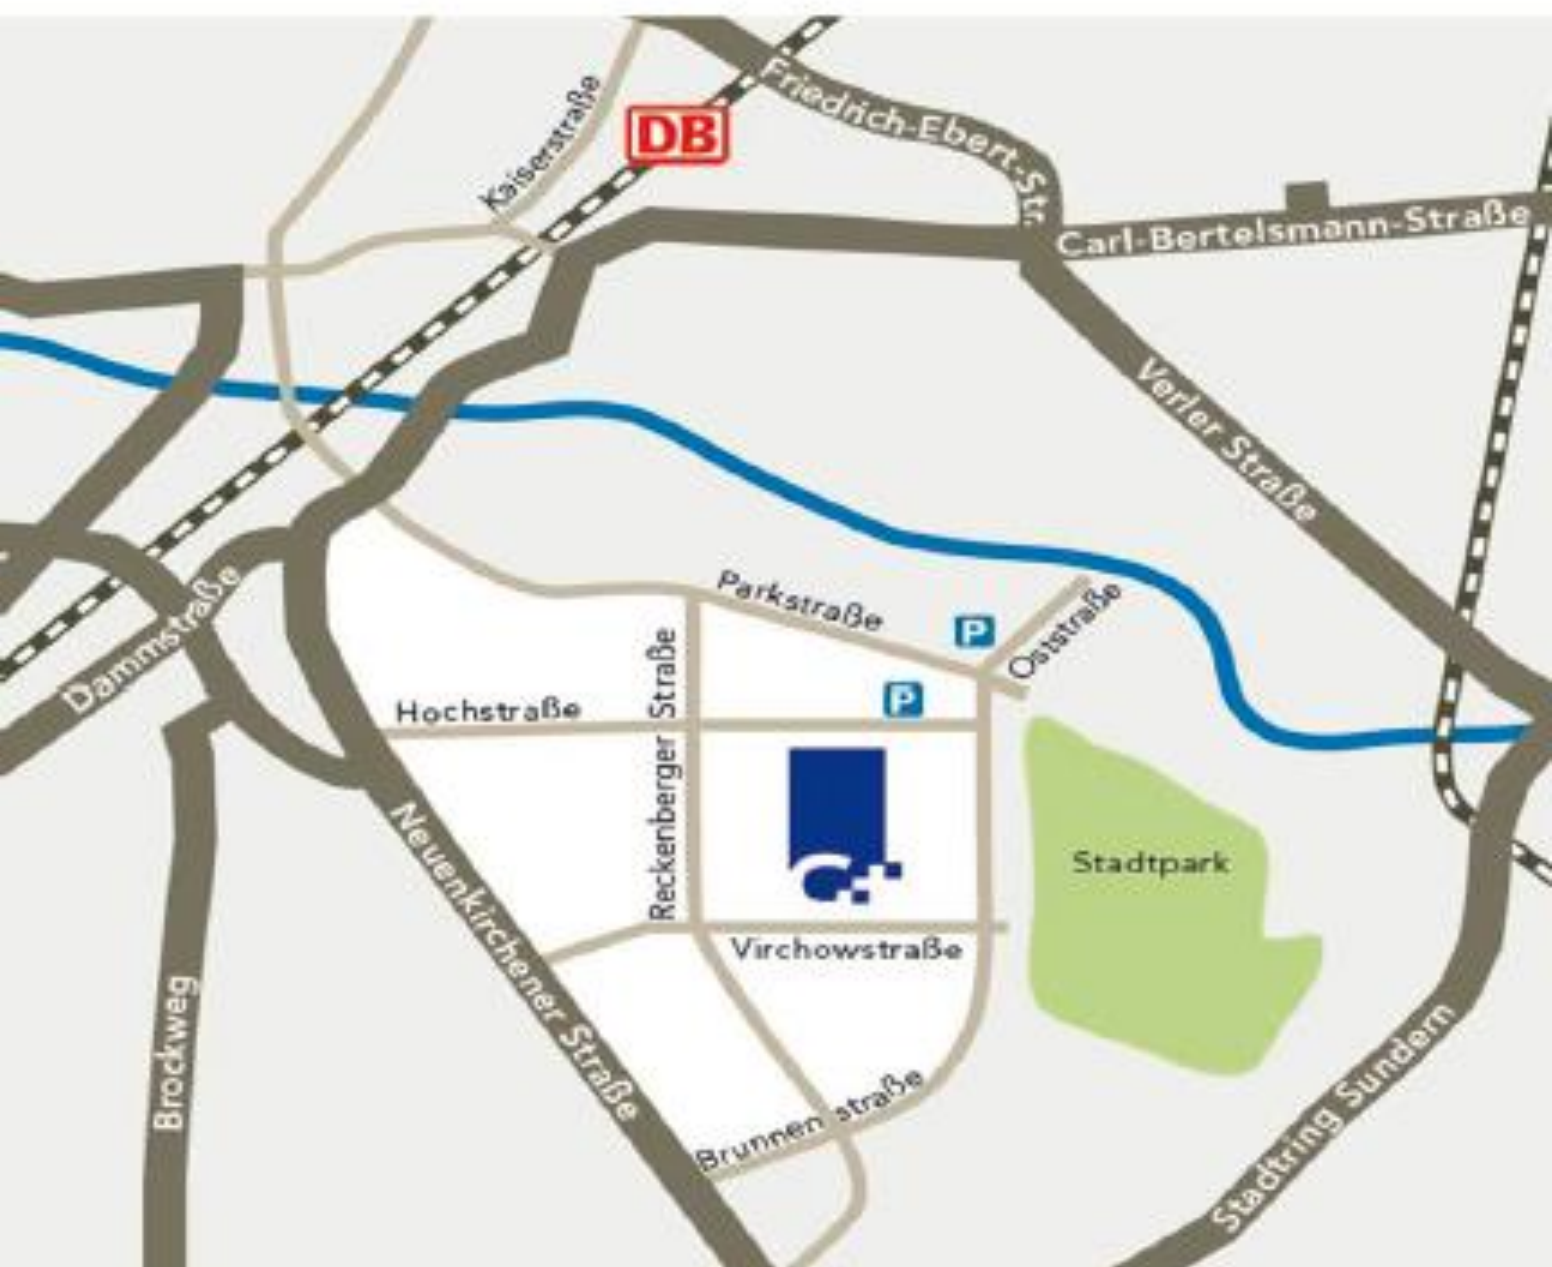 Friedrich-Ebert-Str.
Kaiserstraße
DB
Carl-Bertelsmann-Straße
Verler Straße
Dammstraße
Parkstraße
P
Oststraße
P
Hochstraße
Reckenberger Straße
Neuenkirchener Straße
Stadtpark
Virchowstraße
Brockweg
Brunnenstraße
Stadtring Sundern